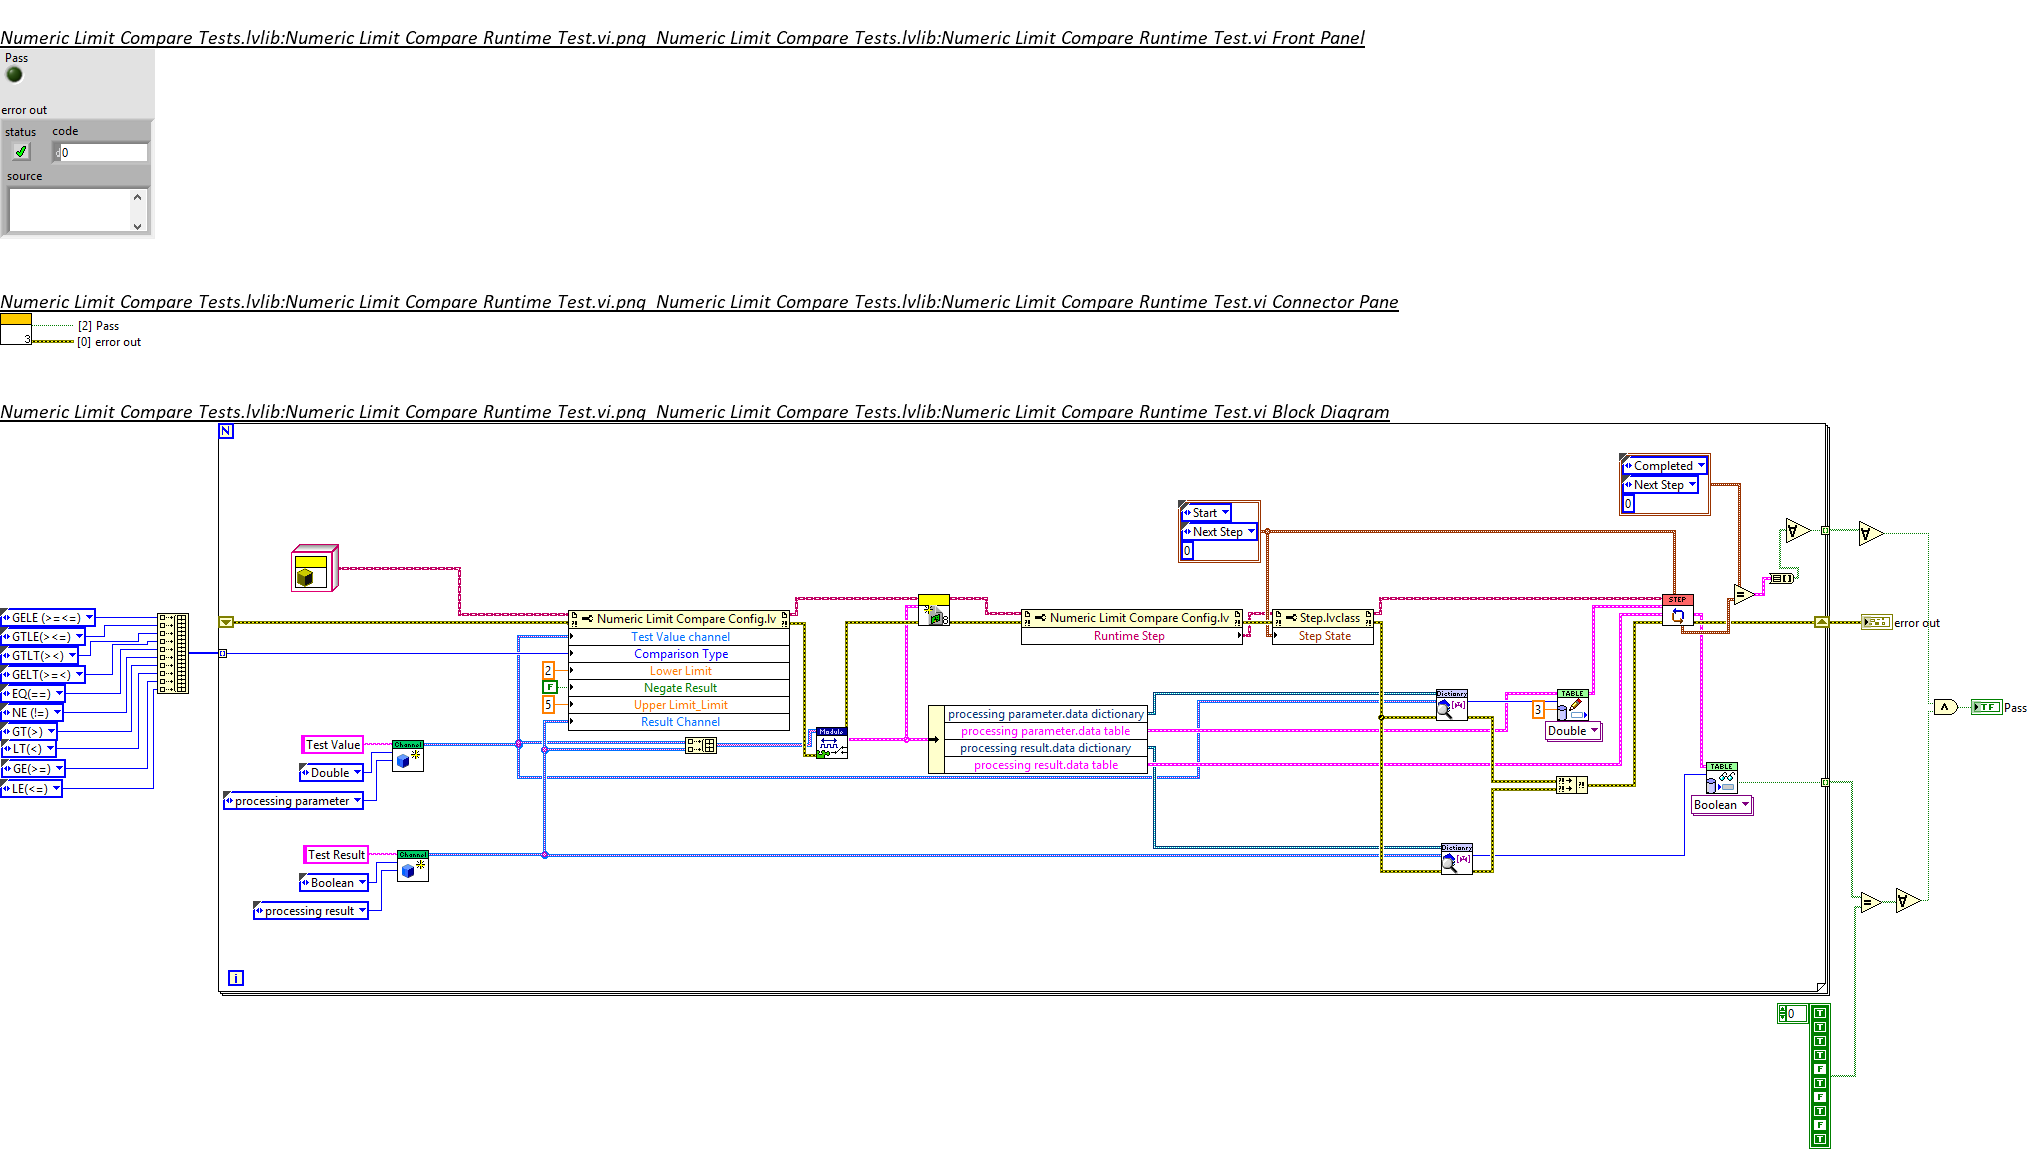 Numeric Limit Compare Tests.lvlib:Numeric Limit Compare Runtime Test.vi.png  Numeric Limit Compare Tests.lvlib:Numeric Limit Compare Runtime Test.vi Front Panel
Pass
error out
status code
0
source
Numeric Limit Compare Tests.lvlib:Numeric Limit Compare Runtime Test.vi.png  Numeric Limit Compare Tests.lvlib:Numeric Limit Compare Runtime Test.vi Connector Pane
[2] Pass
3
[0] error out
Numeric Limit Compare Tests.lvlib:Numeric Limit Compare Runtime Test.vi.png  Numeric Limit Compare Tests.lvlib:Numeric Limit Compare Runtime Test.vi Block Diagram
N
Completed
Next Step
0
Start
Next Step
0
GELE (>=<=)
GTLE(><=)
GTLT(><)
GELT(>=<)
EQ(==)
NE (!=)
GT(>)
LT(<)
GE(>=)
LE(<=)
Numeric Limit Compare Config.lv
Test Value channel
Comparison Type
2
Lower Limit
F
Negate Result
5
Upper Limit_Limit
Result Channel
8
Numeric Limit Compare Config.lv
Runtime Step
Step.lvclass
Step State
STEP
error out
Test Value
Channel
Double
processing parameter
Module
processing parameter.data dictionary
processing parameter.data table
processing result.data dictionary
processing result.data table
Dictionry
3
TABLE
Double
TABLE
Boolean
TF
Pass
Test Result
Channel
Boolean
processing result
Dictionry
i
0
T
T
T
T
F
T
F
T
F
T